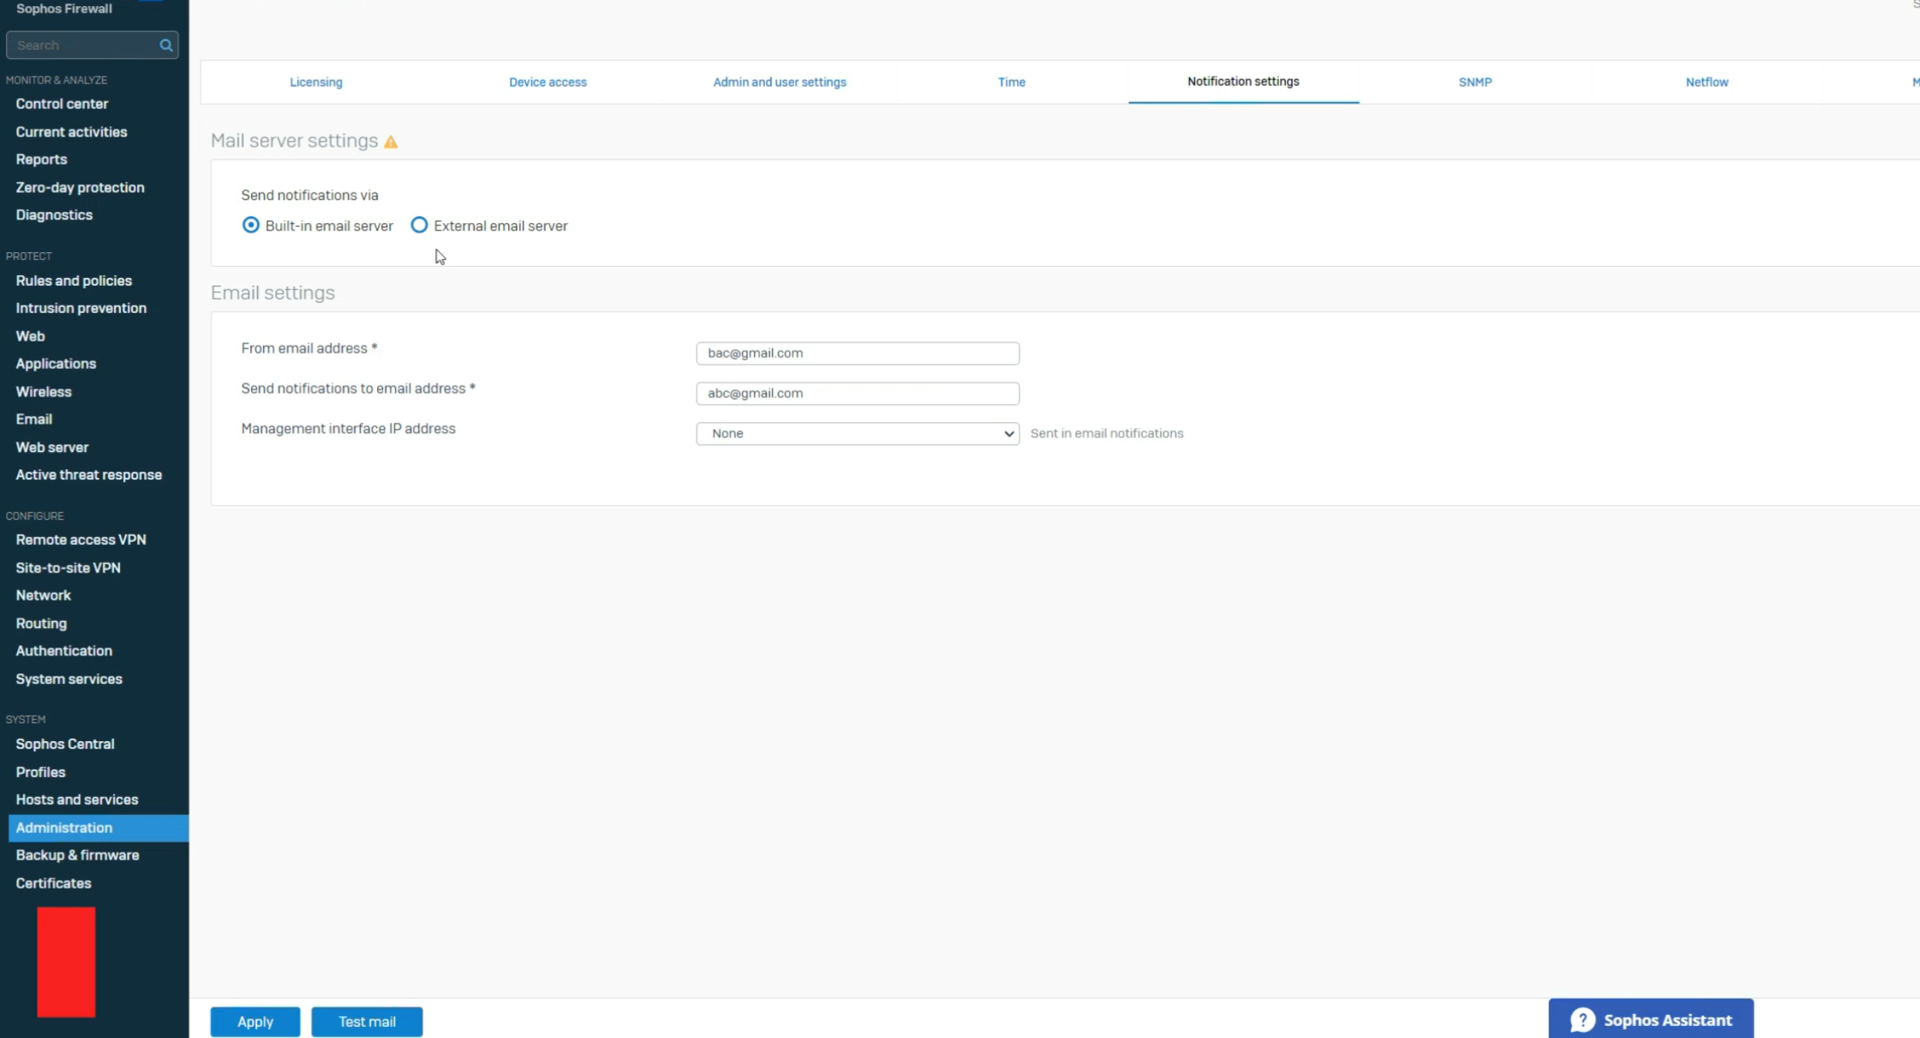 Sophos Firewall
Search
MONITOR & ANALYZE
Control center
Current activities
Reports
Zero-day protection
Diagnostics
PROTECT
Rules and policies
Intrusion prevention
Web
Applications
Wireless
Email
Web server
Active threat response
CONFIGURE
Remote access VPN
Site-to-site VPN
Network
Routing
Authentication
System services
SYSTEM
Sophos Central
Profiles
Hosts and services
Administration
Backup & firmware
Certificates
Licensing Device access Admin and user settings Time Notification settings SNMP Netflow
Mail server settings
Send notifications via
Built-in email server External email server
Email settings
From email address * bac@gmail.com
Send notifications to email address * abc@gmail.com
Management interface IP address None Sent in email notifications
Apply Test mail
? Sophos Assistant